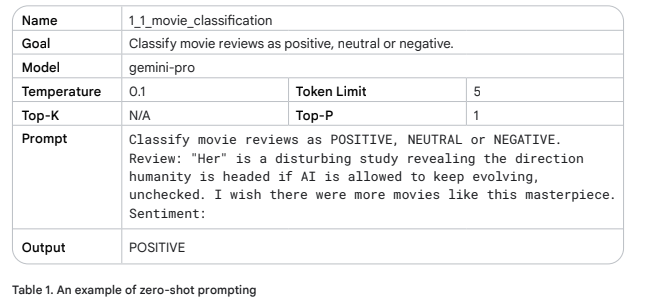 Name 1_1_movie_classification
Goal Classify movie reviews as positive, neutral or negative.
Model gemini-pro
Temperature 0.1 Token Limit 5
Top-K N/A Top-P 1
Prompt Classify movie reviews as POSITIVE, NEUTRAL or NEGATIVE.
Review: "Her" is a disturbing study revealing the direction
humanity is headed if AI is allowed to keep evolving,
unchecked. I wish there were more movies like this masterpiece.
Sentiment:
Output POSITIVE
Table 1. An example of zero-shot prompting